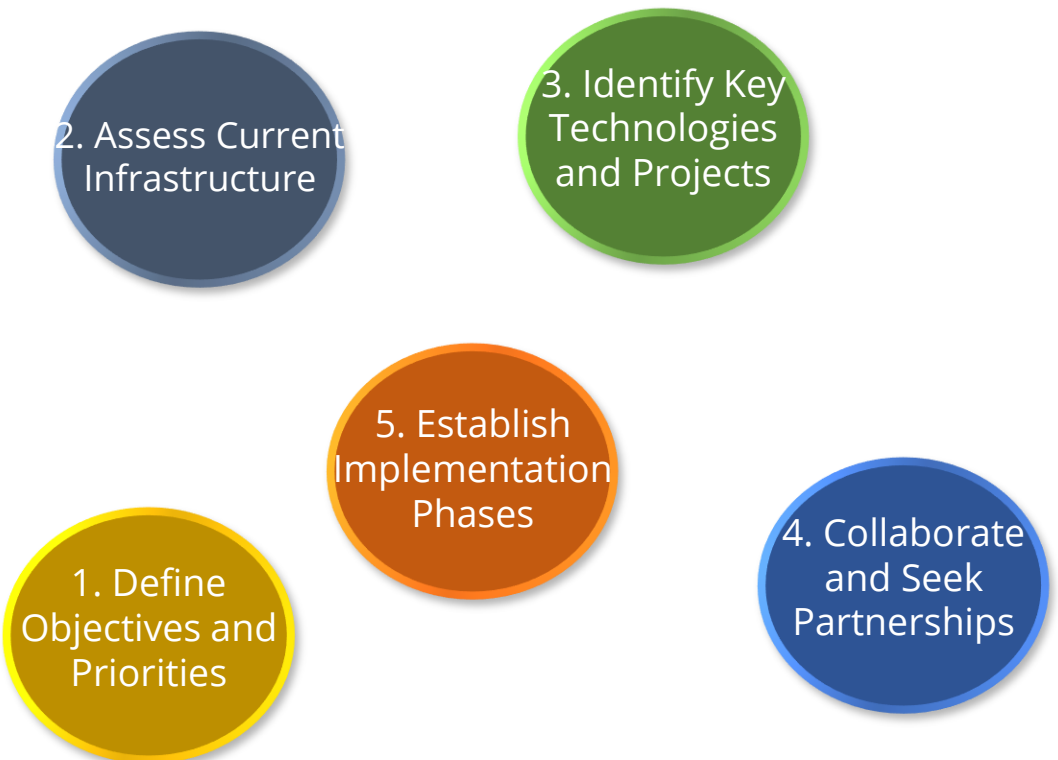 2. Assess Current
Infrastructure
3. Identify Key
Technologies
and Projects
5. Establish
Implementation
Phases
1. Define
Objectives and
Priorities
4. Collaborate
and Seek
Partnerships